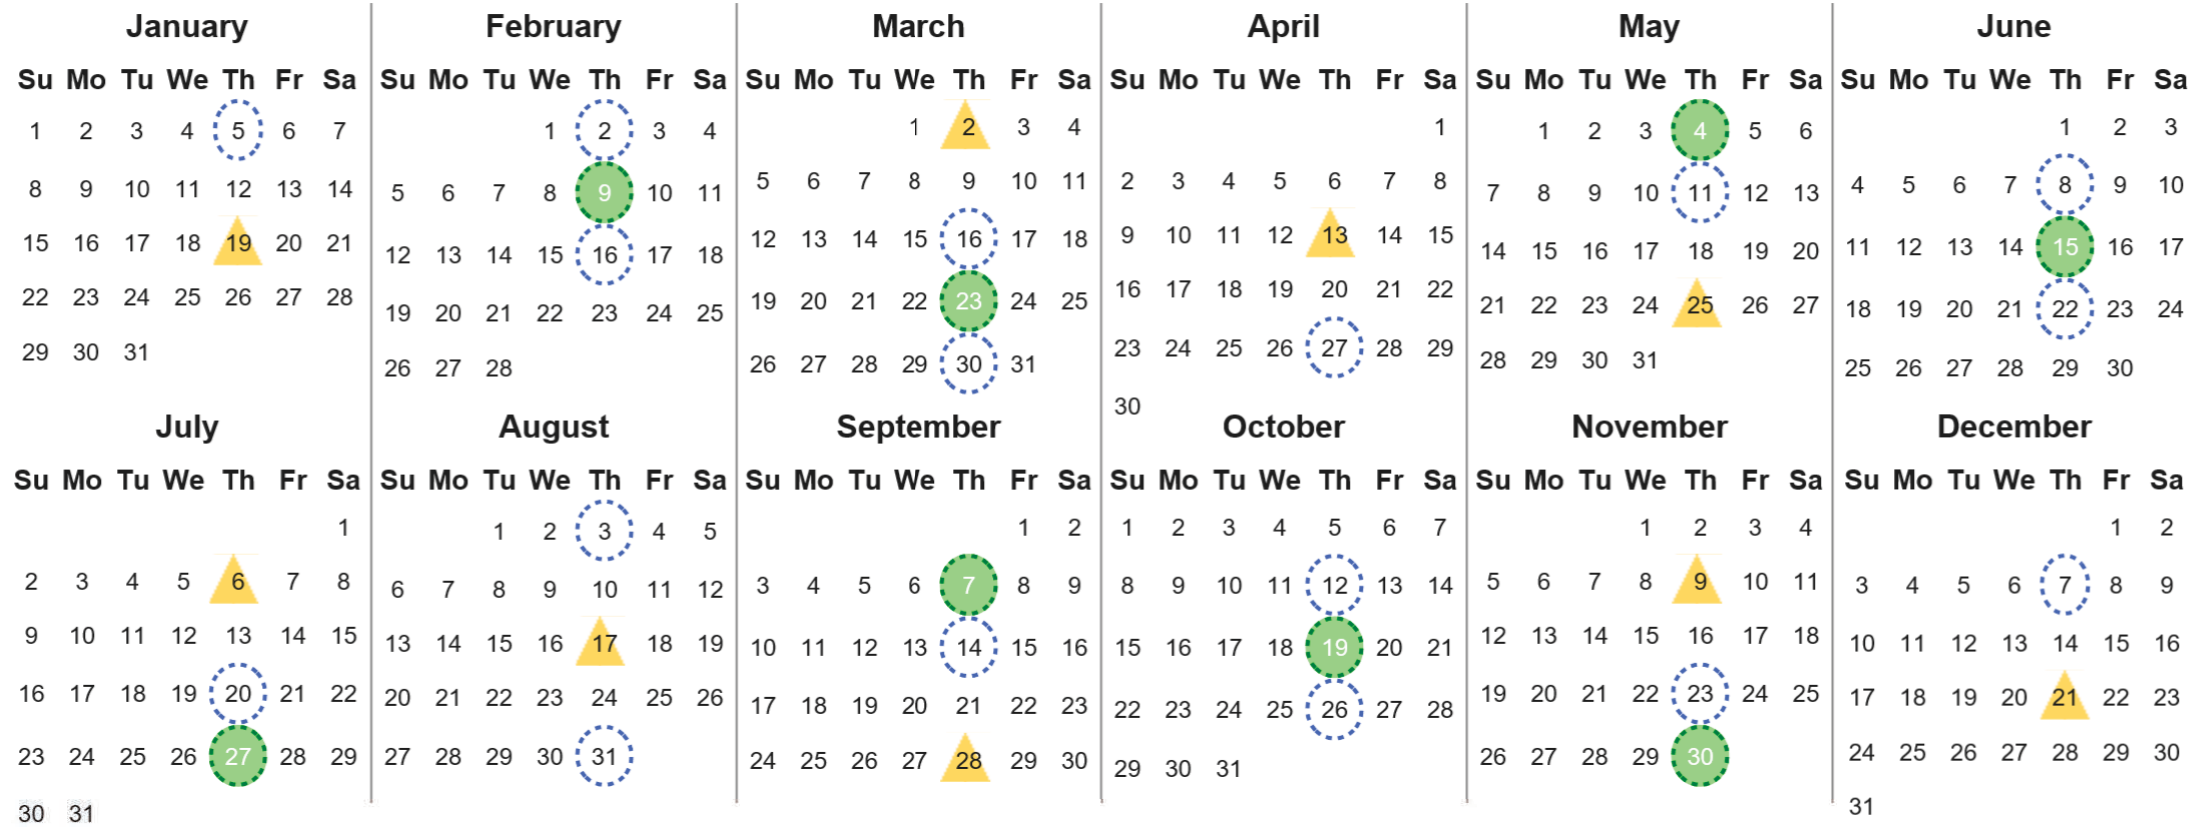 January
Su Mo Tu We Th Fr Sa
1 2 3 4 5 6 7
8 9 10 11 12 13 14
15 16 17 18 19 20 21
22 23 24 25 26 27 28
29 30 31
February
Su Mo Tu We Th Fr Sa
1 2 3 4
5 6 7 8 9 10 11
12 13 14 15 16 17 18
19 20 21 22 23 24 25
26 27 28
March
Su Mo Tu We Th Fr Sa
1 2 3 4
5 6 7 8 9 10 11
12 13 14 15 16 17 18
19 20 21 22 23 24 25
26 27 28 29 30 31
April
Su Mo Tu We Th Fr Sa
1
2 3 4 5 6 7 8
9 10 11 12 13 14 15
16 17 18 19 20 21 22
23 24 25 26 27 28 29
30
May
Su Mo Tu We Th Fr Sa
1 2 3 4 5 6
7 8 9 10 11 12 13
14 15 16 17 18 19 20
21 22 23 24 25 26 27
28 29 30 31
June
Su Mo Tu We Th Fr Sa
1 2 3
4 5 6 7 8 9 10
11 12 13 14 15 16 17
18 19 20 21 22 23 24
25 26 27 28 29 30
July
Su Mo Tu We Th Fr Sa
1
2 3 4 5 6 7 8
9 10 11 12 13 14 15
16 17 18 19 20 21 22
23 24 25 26 27 28 29
30 31
August
Su Mo Tu We Th Fr Sa
1 2 3 4 5
6 7 8 9 10 11 12
13 14 15 16 17 18 19
20 21 22 23 24 25 26
27 28 29 30 31
September
Su Mo Tu We Th Fr Sa
1 2
3 4 5 6 7 8 9
10 11 12 13 14 15 16
17 18 19 20 21 22 23
24 25 26 27 28 29 30
October
Su Mo Tu We Th Fr Sa
1 2 3 4 5 6 7
8 9 10 11 12 13 14
15 16 17 18 19 20 21
22 23 24 25 26 27 28
29 30 31
November
Su Mo Tu We Th Fr Sa
1 2 3 4
5 6 7 8 9 10 11
12 13 14 15 16 17 18
19 20 21 22 23 24 25
26 27 28 29 30
December
Su Mo Tu We Th Fr Sa
1 2
3 4 5 6 7 8 9
10 11 12 13 14 15 16
17 18 19 20 21 22 23
24 25 26 27 28 29 30
31